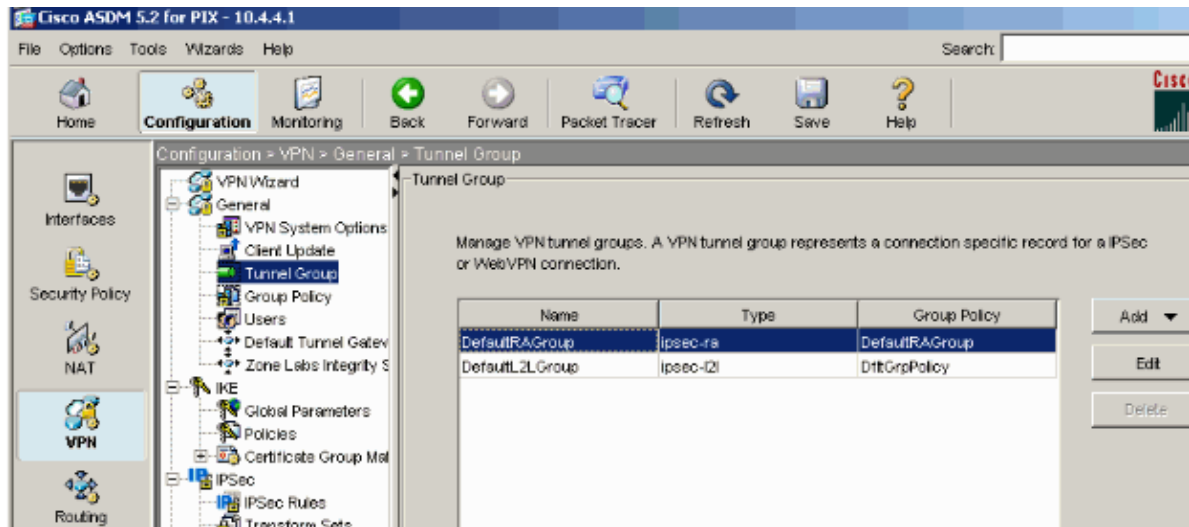 Cisco ASDM 5.2 for PIX - 10.4.4.1
File Options Tools Wizards Help Search:
Home Configuration Monitoring Back Forward Packet Tracer Refresh Save Help
Configuration > VPN > General > Tunnel Group
Interfaces
Security Policy
NAT
VPN
Routing
VPN Wizard
General
VPN System Options
Client Update
Tunnel Group
Group Policy
Users
Default Tunnel Gatew
Zone Labs Integrity S
IKE
Global Parameters
Policies
Certificate Group Mat
IPSec
IPSec Rules
Transform Sets
Tunnel Group
Manage VPN tunnel groups. A VPN tunnel group represents a connection specific record for a IPSec
or WebVPN connection.
Name Type Group Policy
DefaultRAGroup ipsec-ra DefaultRAGroup
DefaultL2LGroup ipsec-l2l DfltGrpPolicy
Add
Edit
Delete